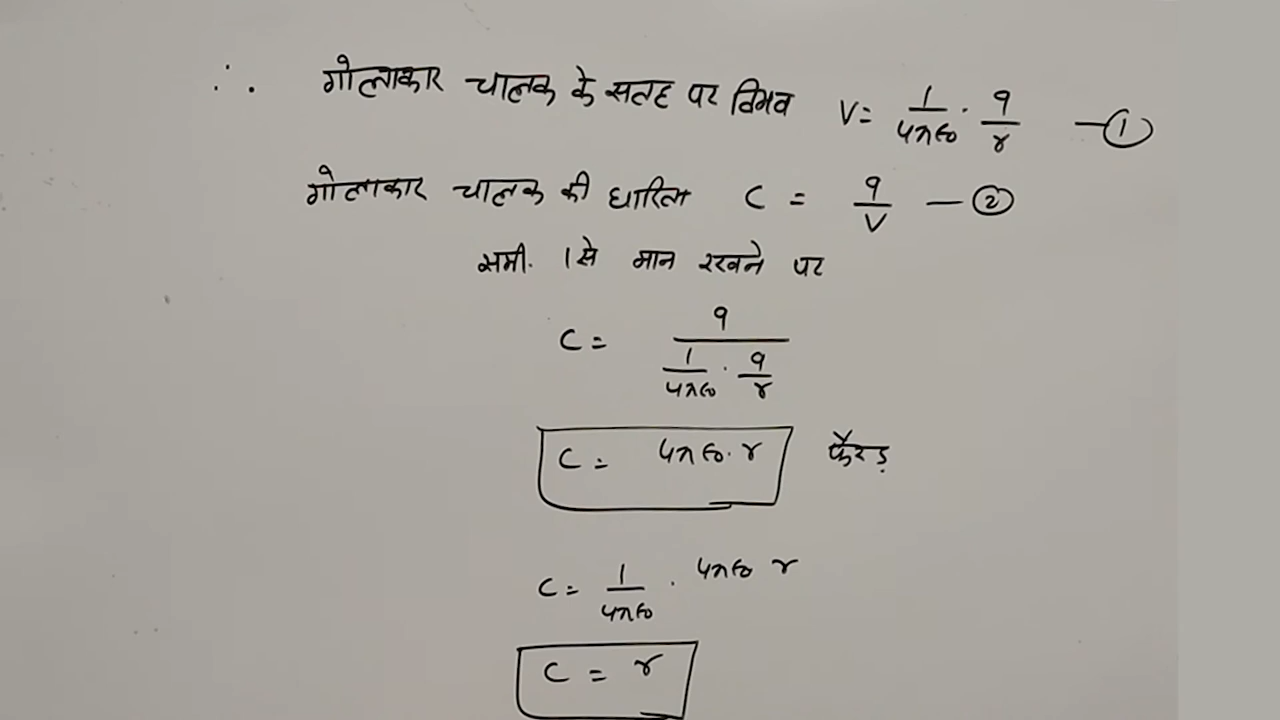 ∴ गोलाकार चालक के सतह पर विभव V = 1/4πϵ₀ · q/r —①
गोलाकार चालक की धारिता C = q/V —②
समी. 1 से मान रखने पर
C = q / (1/4πϵ₀ · q/r)
C = 4πϵ₀.r फैरड़
C = 1/4πϵ₀ · 4πϵ₀ r
C = r